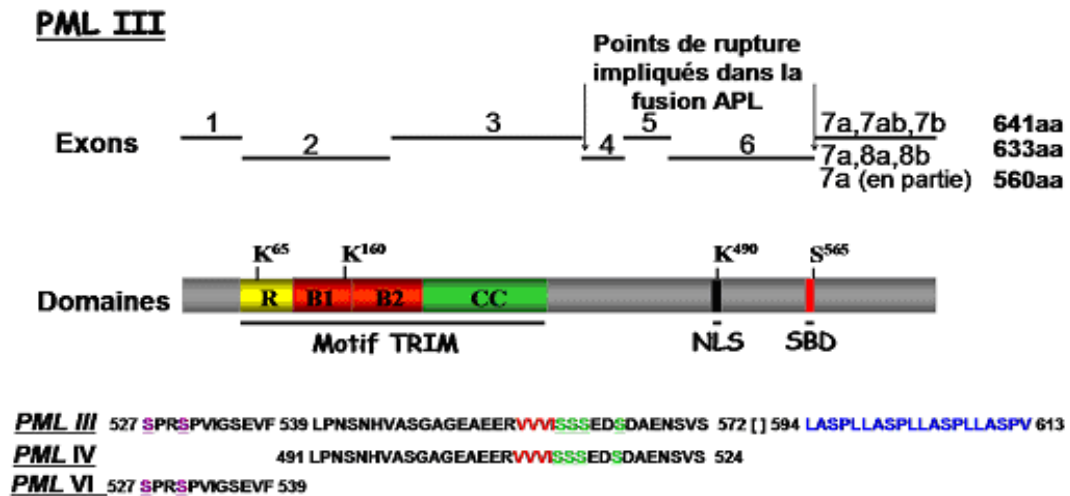 PML III
Points de rupture
impliqués dans la
fusion APL
1 2 3 4 5 6
Exons
7a,7ab,7b 641aa
7a,8a,8b 633aa
7a (en partie) 560aa
K65 K160 K490 S565
Domaines R B1 B2 CC
Motif TRIM NLS SBD
PML III 527 SPRSPVIGSEVF 539 LPNSNHVASGAGEAEERVVVISSSEDSDAENSVS 572 [ ] 594 LASPLLASPLLASPLLASPV 613
PML IV 491 LPNSNHVASGAGEAEERVVVISSSEDSDAENSVS 524
PML VI 527 SPRSPVIGSEVF 539